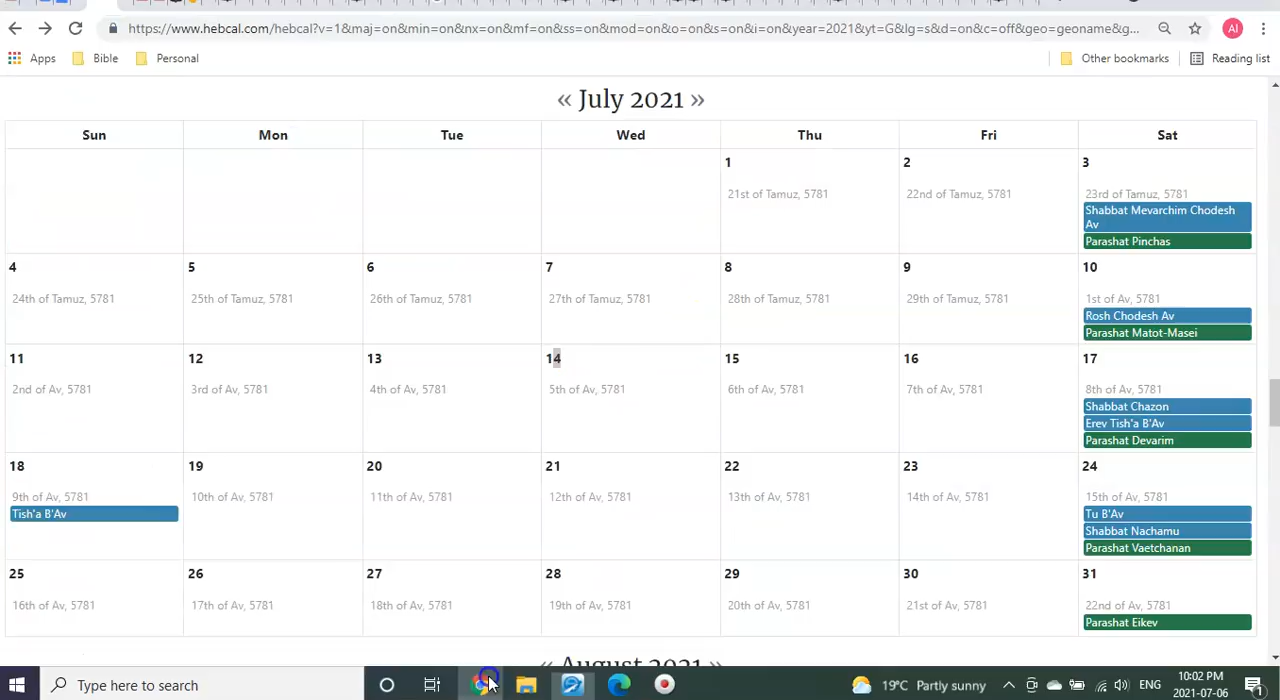 https://www.hebcal.com/hebcal?v=1&maj=on&min=on&nx=on&mf=on&ss=on&mod=on&o=on&s=on&i=on&year=2021&yt=G&lg=s&d=on&c=off&geo=geoname&g...
Al
Apps Bible Personal Other bookmarks Reading list
« July 2021 »
Sun Mon Tue Wed Thu Fri Sat
1 2 3
21st of Tamuz, 5781 22nd of Tamuz, 5781 23rd of Tamuz, 5781
Shabbat Mevarchim Chodesh
Av
Parashat Pinchas
4 5 6 7 8 9 10
24th of Tamuz, 5781 25th of Tamuz, 5781 26th of Tamuz, 5781 27th of Tamuz, 5781 28th of Tamuz, 5781 29th of Tamuz, 5781 1st of Av, 5781
Rosh Chodesh Av
Parashat Matot-Masei
11 12 13 14 15 16 17
2nd of Av, 5781 3rd of Av, 5781 4th of Av, 5781 5th of Av, 5781 6th of Av, 5781 7th of Av, 5781 8th of Av, 5781
Shabbat Chazon
Erev Tish'a B'Av
Parashat Devarim
18 19 20 21 22 23 24
9th of Av, 5781 10th of Av, 5781 11th of Av, 5781 12th of Av, 5781 13th of Av, 5781 14th of Av, 5781 15th of Av, 5781
Tish'a B'Av Tu B'Av
Shabbat Nachamu
Parashat Vaetchanan
25 26 27 28 29 30 31
16th of Av, 5781 17th of Av, 5781 18th of Av, 5781 19th of Av, 5781 20th of Av, 5781 21st of Av, 5781 22nd of Av, 5781
Parashat Eikev
« August 2021 »
Type here to search 19°C Partly sunny ENG 10:02 PM
2021-07-06
1